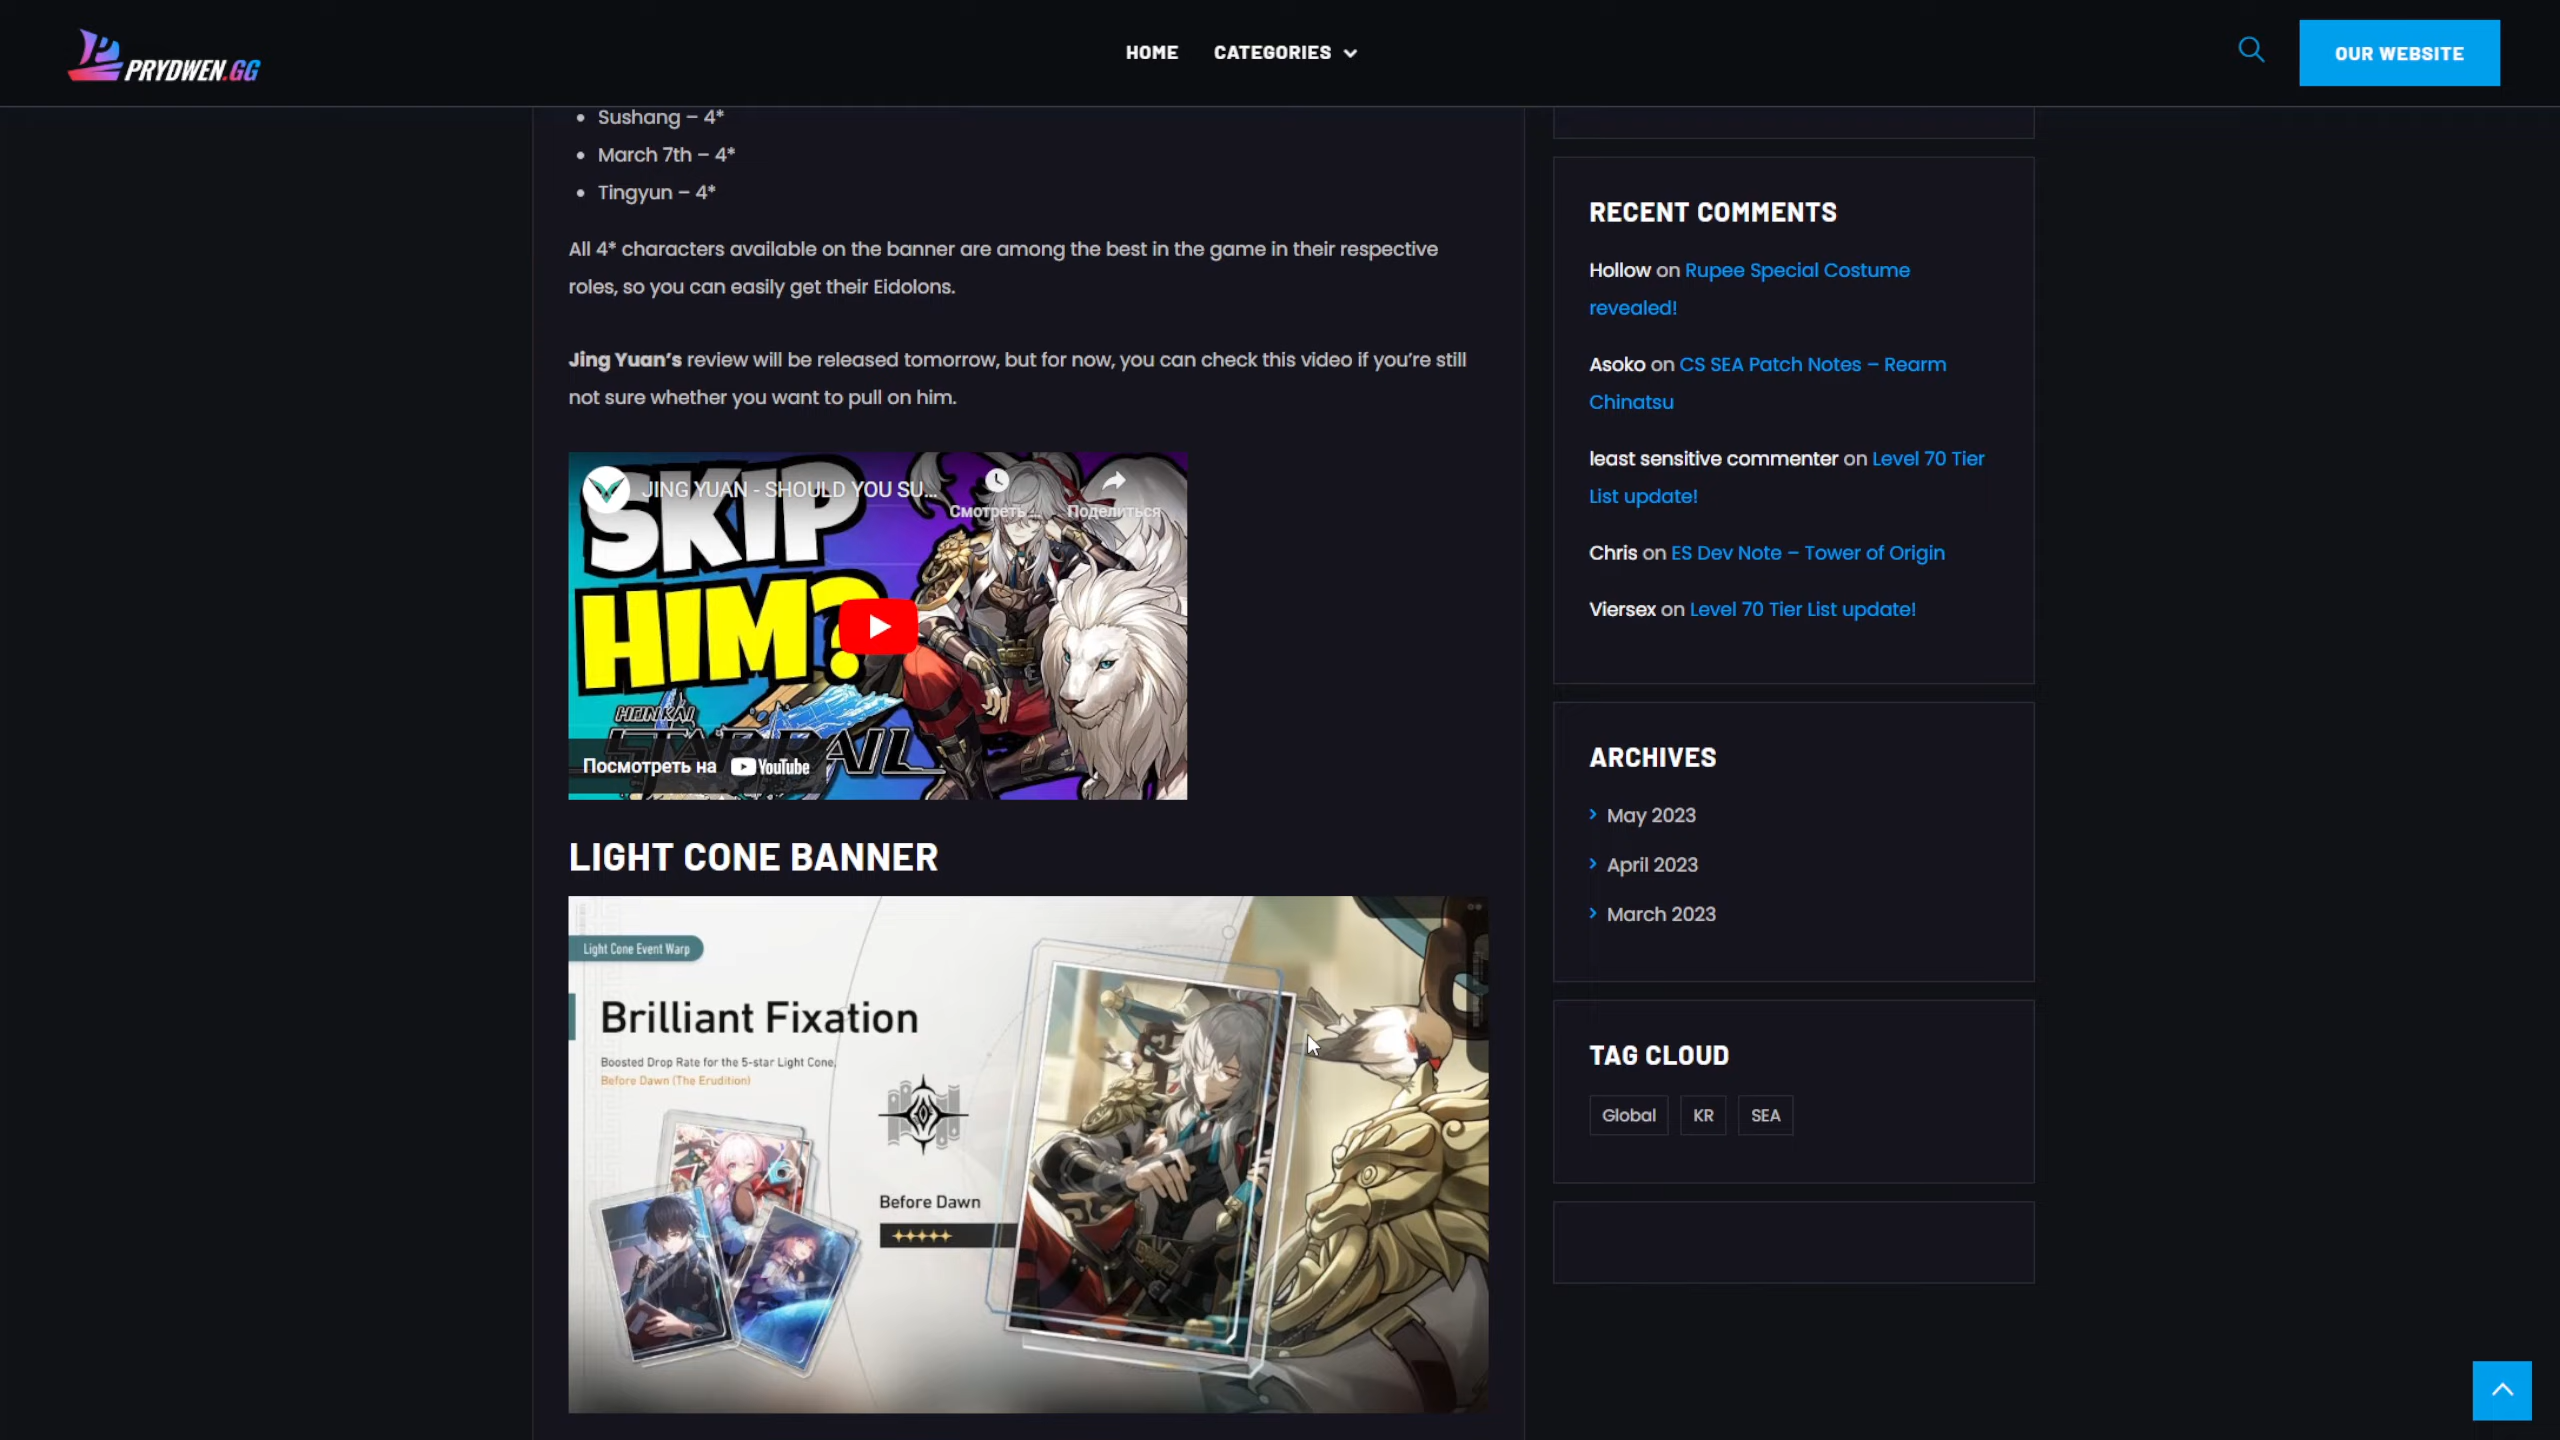 PRYDWEN.GG
HOME
CATEGORIES
OUR WEBSITE
Sushang – 4*
March 7th – 4*
Tingyun – 4*
All 4* characters available on the banner are among the best in the game in their respective
roles, so you can easily get their Eidolons.
Jing Yuan’s review will be released tomorrow, but for now, you can check this video if you’re still
not sure whether you want to pull on him.
JING YUAN - SHOULD YOU SU...
Смотреть ...
Поделиться
SKIP
HIM?
HONKAI
STAR RAIL
Посмотреть на YouTube
LIGHT CONE BANNER
Light Cone Event Warp
Brilliant Fixation
Boosted Drop Rate for the 5-star Light Cone,
Before Dawn (The Erudition)
Before Dawn
RECENT COMMENTS
Hollow on Rupee Special Costume
revealed!
Asoko on CS SEA Patch Notes – Rearm
Chinatsu
least sensitive commenter on Level 70 Tier
List update!
Chris on ES Dev Note – Tower of Origin
Viersex on Level 70 Tier List update!
ARCHIVES
May 2023
April 2023
March 2023
TAG CLOUD
Global
KR
SEA